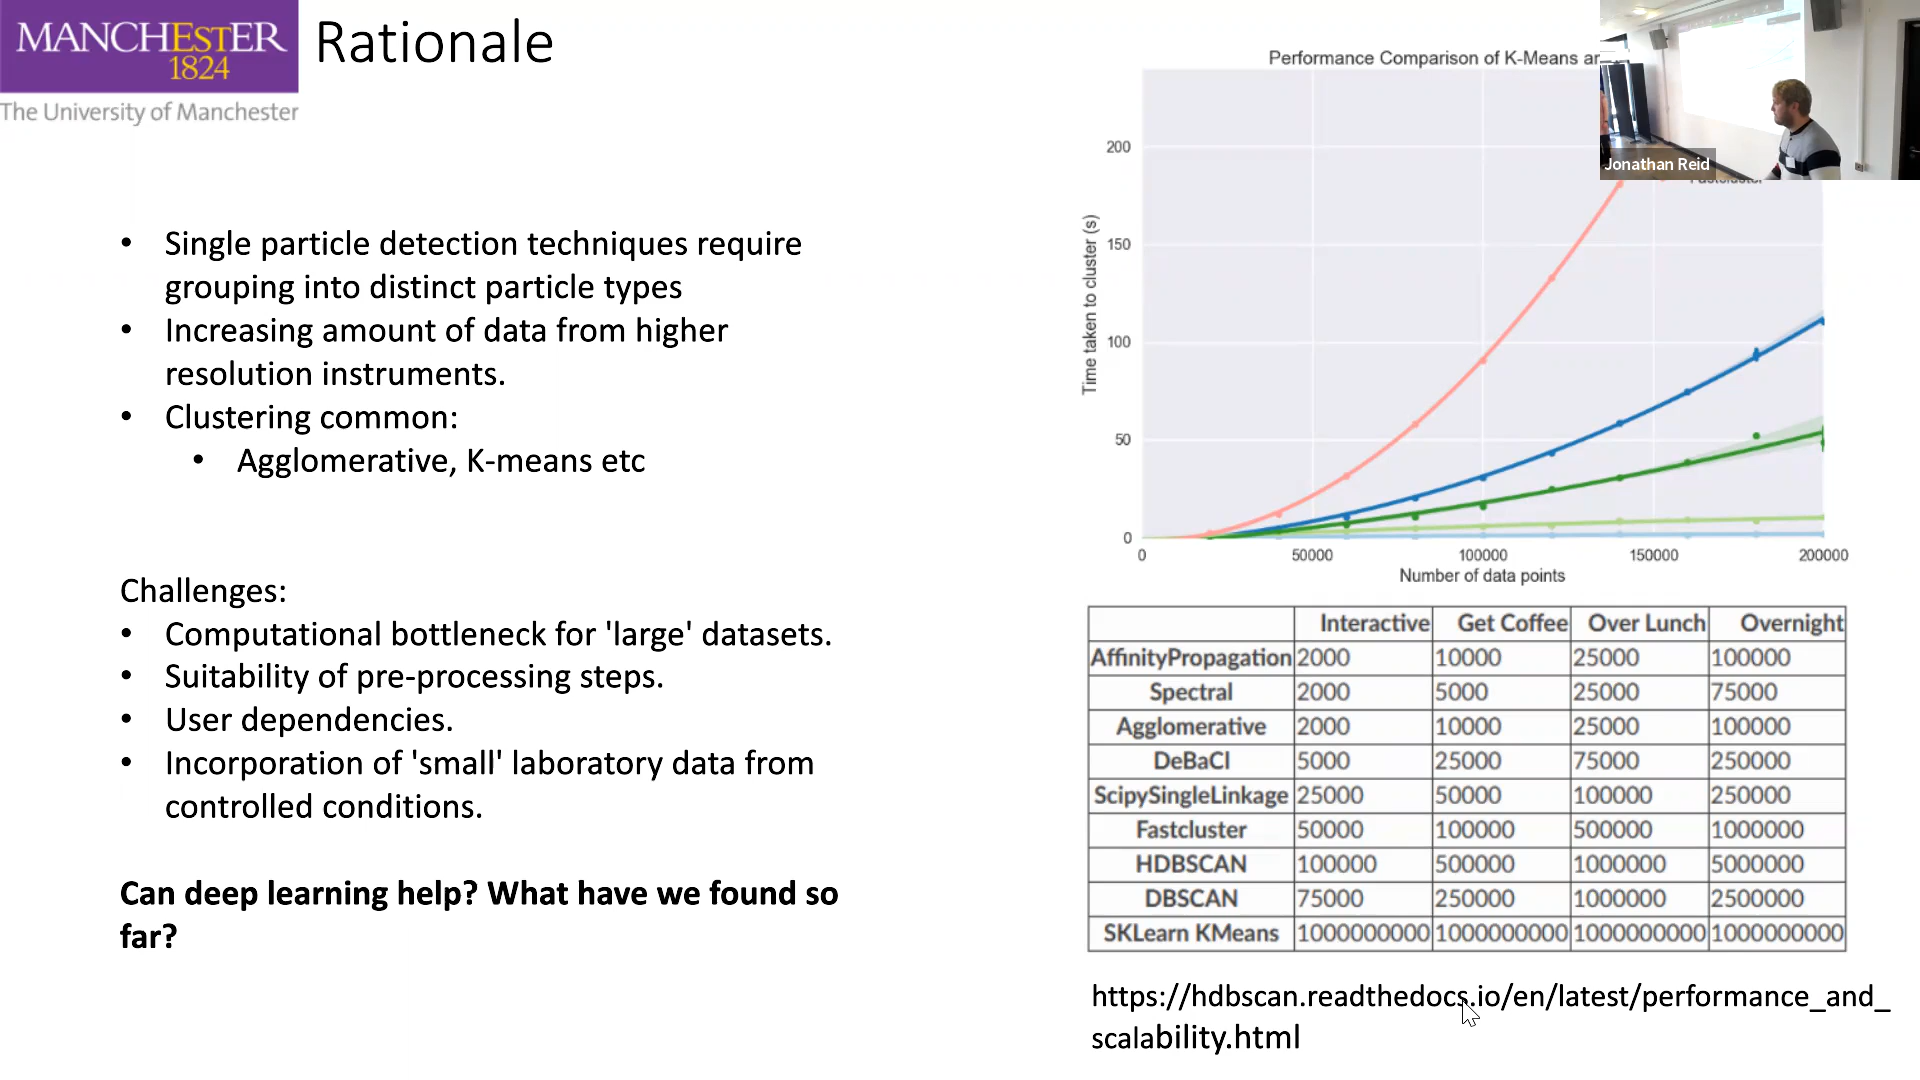 MANCHESTER
1824
The University of Manchester
Rationale
• Single particle detection techniques require
grouping into distinct particle types
• Increasing amount of data from higher
resolution instruments.
• Clustering common:
• Agglomerative, K-means etc
Challenges:
• Computational bottleneck for 'large' datasets.
• Suitability of pre-processing steps.
• User dependencies.
• Incorporation of 'small' laboratory data from
controlled conditions.
Can deep learning help? What have we found so
far?
Performance Comparison of K-Means
Jonathan Reid
Time taken to cluster (s)
200
150
100
50
0
0 50000 100000 150000 200000
Number of data points
Interactive Get Coffee Over Lunch Overnight
AffinityPropagation 2000 10000 25000 100000
Spectral 2000 5000 25000 75000
Agglomerative 2000 10000 25000 100000
DeBaCl 5000 25000 75000 250000
ScipySingleLinkage 25000 50000 100000 250000
Fastcluster 50000 100000 500000 1000000
HDBSCAN 100000 500000 1000000 5000000
DBSCAN 75000 250000 1000000 2500000
SKLearn KMeans 1000000000 1000000000 1000000000 1000000000
https://hdbscan.readthedocs.io/en/latest/performance_and_
scalability.html